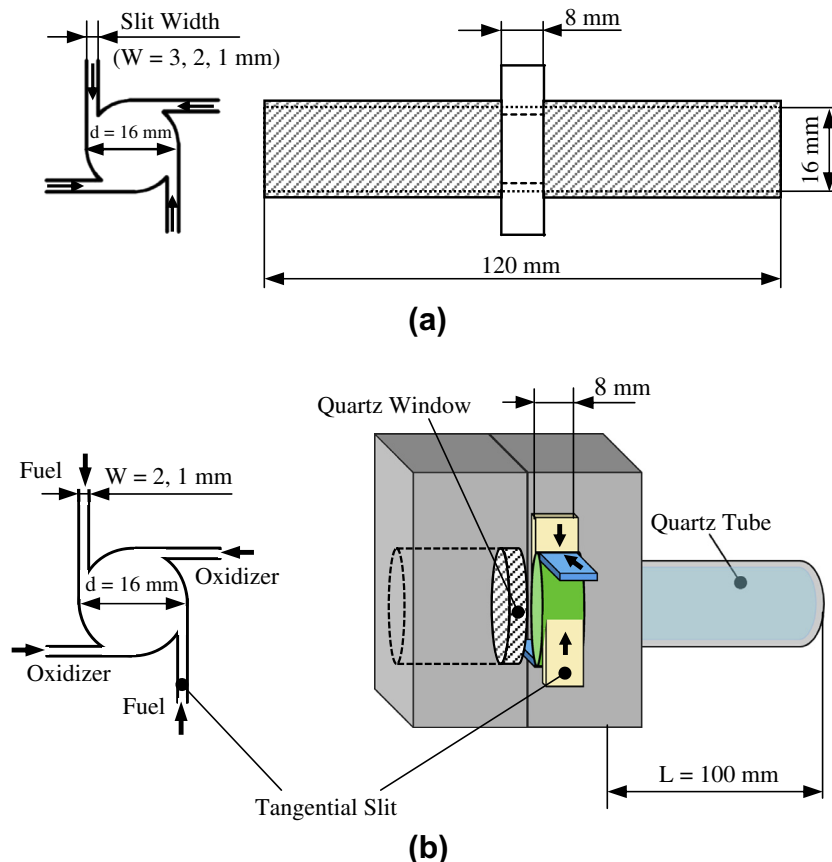 Slit Width
(W = 3, 2, 1 mm)
d = 16 mm
8 mm
16 mm
120 mm
(a)
Fuel
W = 2, 1 mm
Oxidizer
d = 16 mm
Oxidizer
Fuel
Tangential Slit
Quartz Window
8 mm
Quartz Tube
L = 100 mm
(b)